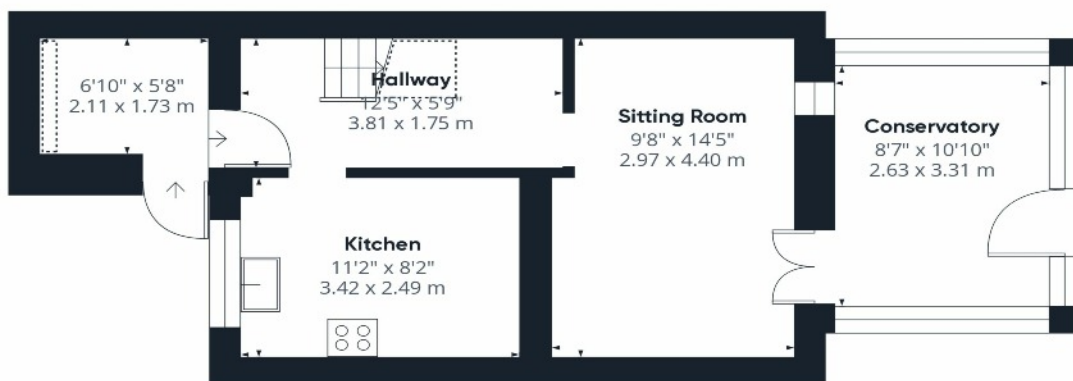 6'10" x 5'8"
2.11 x 1.73 m
Hallway
12'5" x 5'9"
3.81 x 1.75 m
Sitting Room
9'8" x 14'5"
2.97 x 4.40 m
Conservatory
8'7" x 10'10"
2.63 x 3.31 m
Kitchen
11'2" x 8'2"
3.42 x 2.49 m